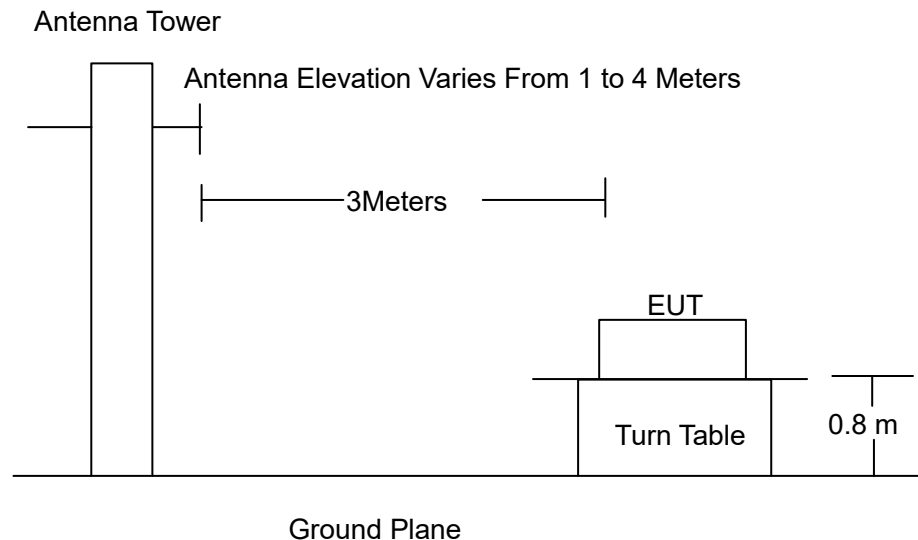 Antenna Tower
Antenna Elevation Varies From 1 to 4 Meters
3Meters
EUT
Turn Table
0.8 m
Ground Plane